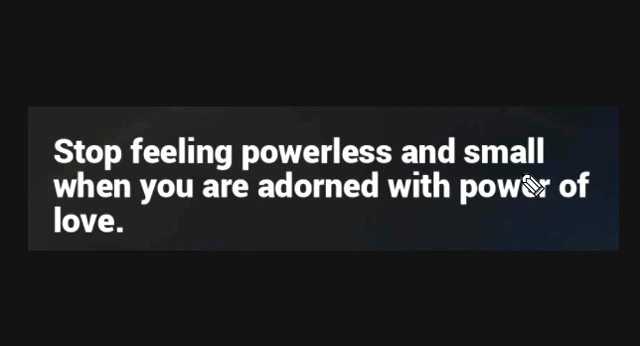 Stop feeling powerless and small
when you are adorned with power of
love.